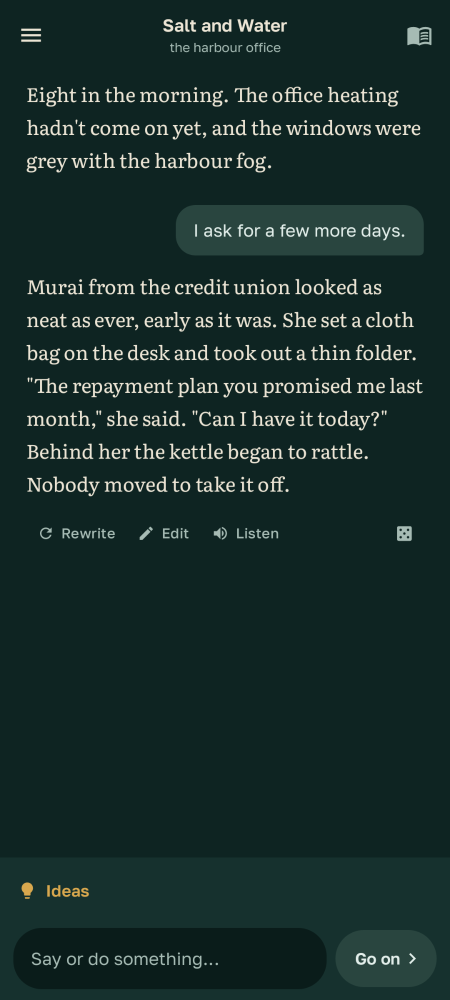 Salt and Water
the harbour office
Eight in the morning. The office heating
hadn't come on yet, and the windows were
grey with the harbour fog.
I ask for a few more days.
Murai from the credit union looked as
neat as ever, early as it was. She set a cloth
bag on the desk and took out a thin folder.
"The repayment plan you promised me last
month," she said. "Can I have it today?"
Behind her the kettle began to rattle.
Nobody moved to take it off.
Rewrite Edit Listen
Ideas
Say or do something...
Go on